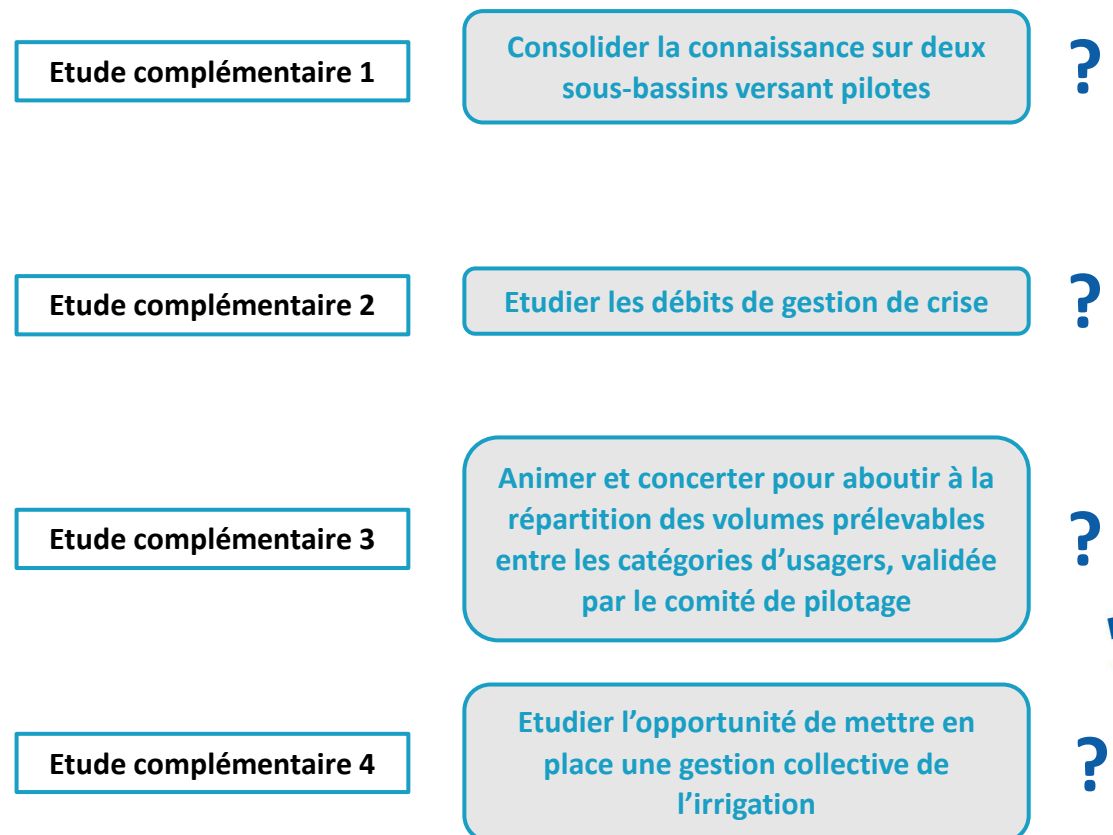 Etude complémentaire 1
Consolider la connaissance sur deux
sous-bassins versant pilotes
?
Etude complémentaire 2
Etudier les débits de gestion de crise
?
Etude complémentaire 3
Animer et concerter pour aboutir à la
répartition des volumes prélevables
entre les catégories d’usagers, validée
par le comité de pilotage
?
Etude complémentaire 4
Etudier l’opportunité de mettre en
place une gestion collective de
l’irrigation
?